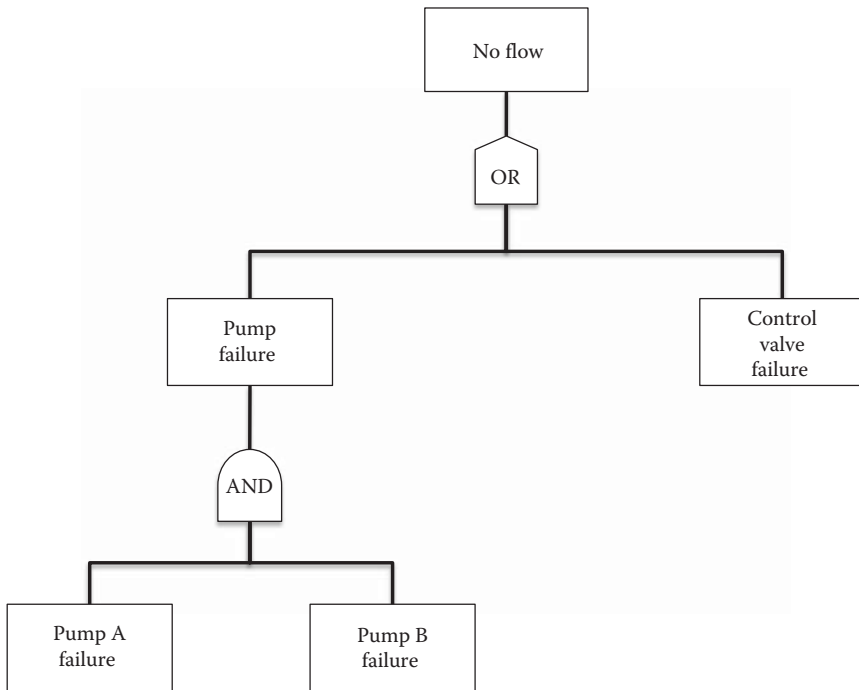 No flow
OR
Pump
failure
Control
valve
failure
AND
Pump A
failure
Pump B
failure